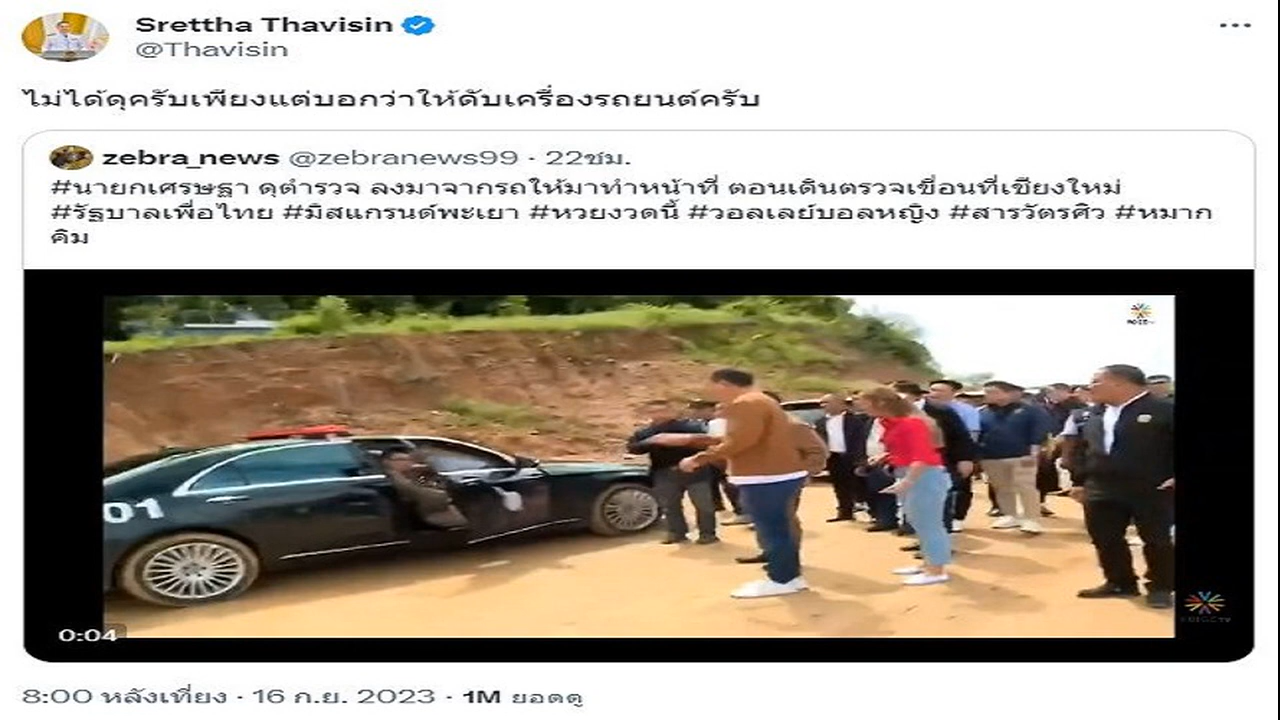 Srettha Thavisin
@Thavisin
ไม่ได้ดุครับเพียงแต่บอกว่าให้ดับเครื่องรถยนต์ครับ
zebra_news @zebranews99 · 22ชม.
#นายกเศรษฐา ดุตำรวจ ลงมาจากรถให้มาทำหน้าที่ ตอนเดินตรวจเขื่อนที่เชียงใหม่
#รัฐบาลเพื่อไทย #มิสแกรนด์พะเยา #หวยงวดนี้ #วอลเลย์บอลหญิง #สารวัตรศิว #หมาก
คิม
01
0:04
8:00 หลังเที่ยง · 16 ก.ย. 2023 · 1M ยอดดู